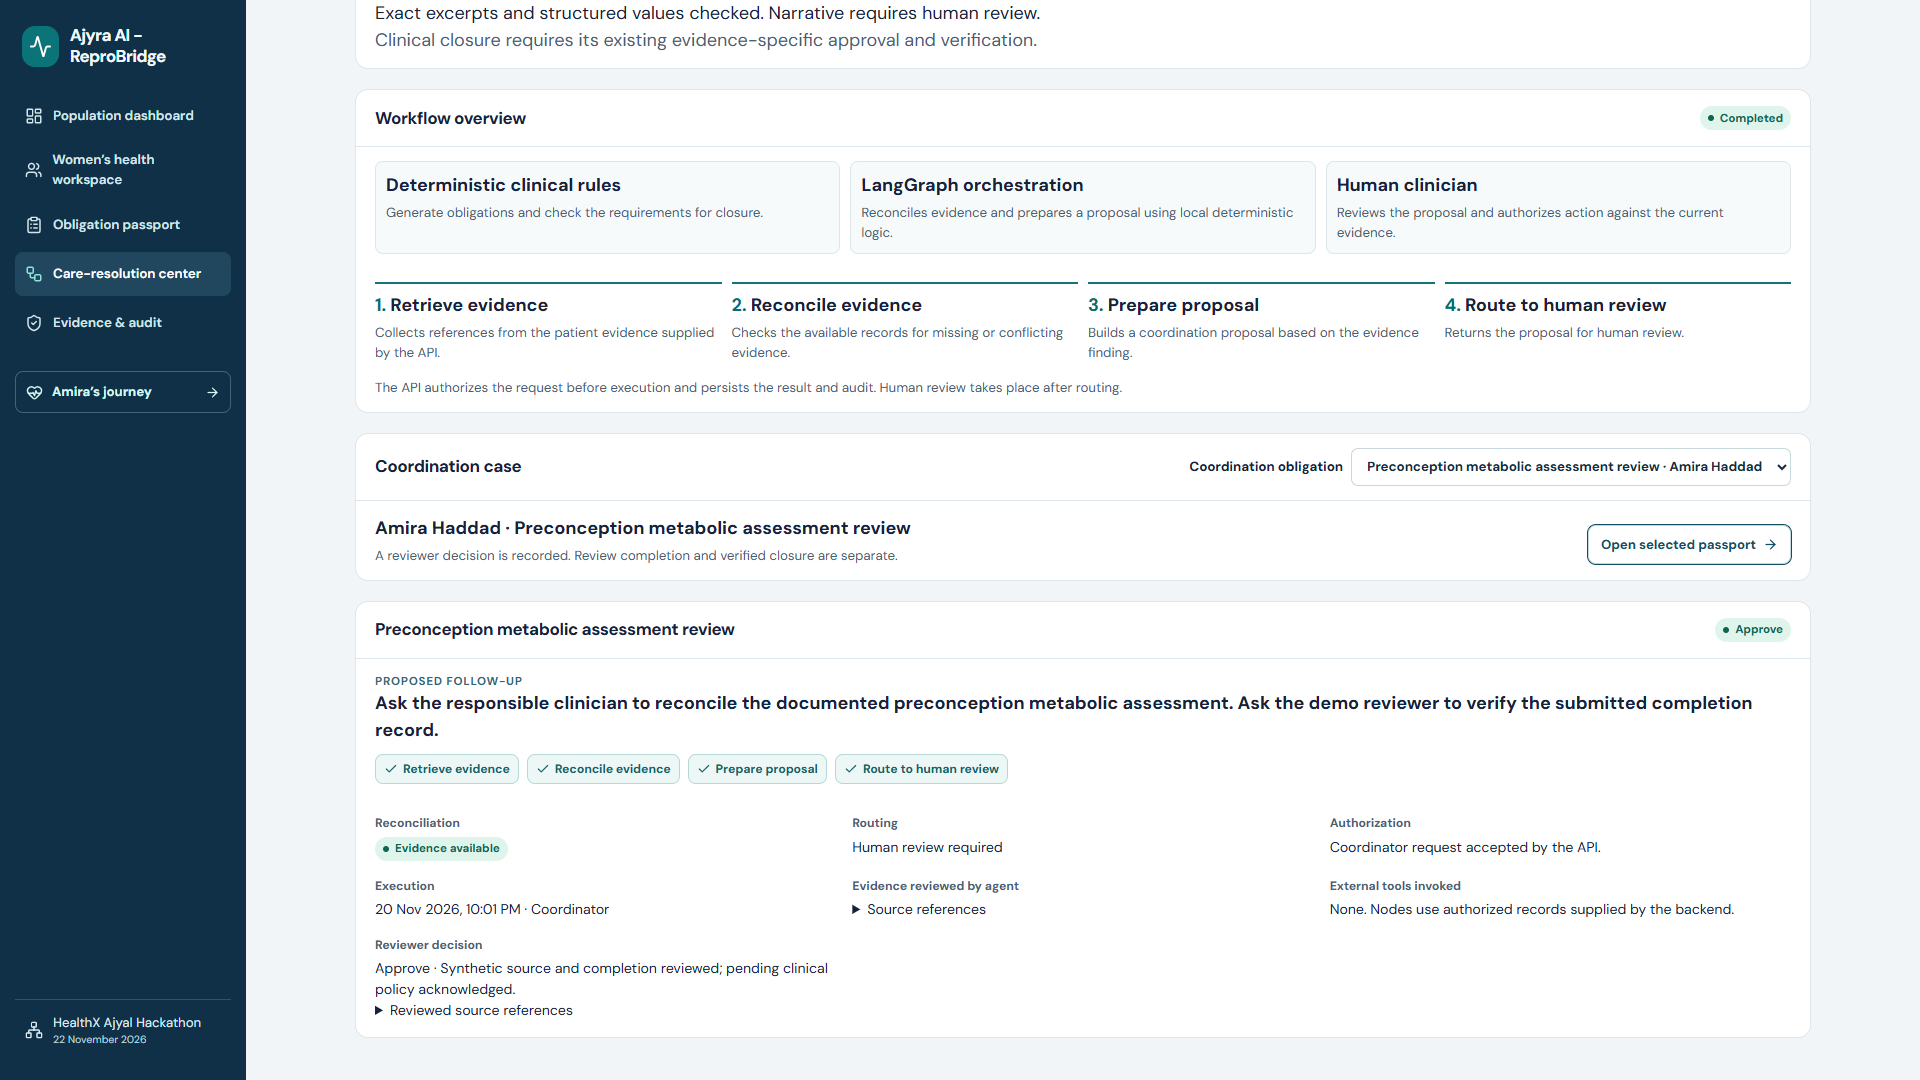 Ajyra AI –
ReproBridge
Population dashboard
Women's health
workspace
Obligation passport
Care-resolution center
Evidence & audit
Amira's journey
HealthX Ajyal Hackathon
22 November 2026
Exact excerpts and structured values checked. Narrative requires human review.
Clinical closure requires its existing evidence-specific approval and verification.
Workflow overview
Completed
Deterministic clinical rules
Generate obligations and check the requirements for closure.
LangGraph orchestration
Reconciles evidence and prepares a proposal using local deterministic
logic.
Human clinician
Reviews the proposal and authorizes action against the current
evidence.
1. Retrieve evidence
Collects references from the patient evidence supplied
by the API.
2. Reconcile evidence
Checks the available records for missing or conflicting
evidence.
3. Prepare proposal
Builds a coordination proposal based on the evidence
finding.
4. Route to human review
Returns the proposal for human review.
The API authorizes the request before execution and persists the result and audit. Human review takes place after routing.
Coordination case
Coordination obligation
Preconception metabolic assessment review · Amira Haddad
Amira Haddad · Preconception metabolic assessment review
A reviewer decision is recorded. Review completion and verified closure are separate.
Open selected passport
Preconception metabolic assessment review
Approve
PROPOSED FOLLOW-UP
Ask the responsible clinician to reconcile the documented preconception metabolic assessment. Ask the demo reviewer to verify the submitted completion
record.
Retrieve evidence
Reconcile evidence
Prepare proposal
Route to human review
Reconciliation
Evidence available
Routing
Human review required
Authorization
Coordinator request accepted by the API.
Execution
20 Nov 2026, 10:01 PM · Coordinator
Evidence reviewed by agent
Source references
External tools invoked
None. Nodes use authorized records supplied by the backend.
Reviewer decision
Approve · Synthetic source and completion reviewed; pending clinical
policy acknowledged.
Reviewed source references